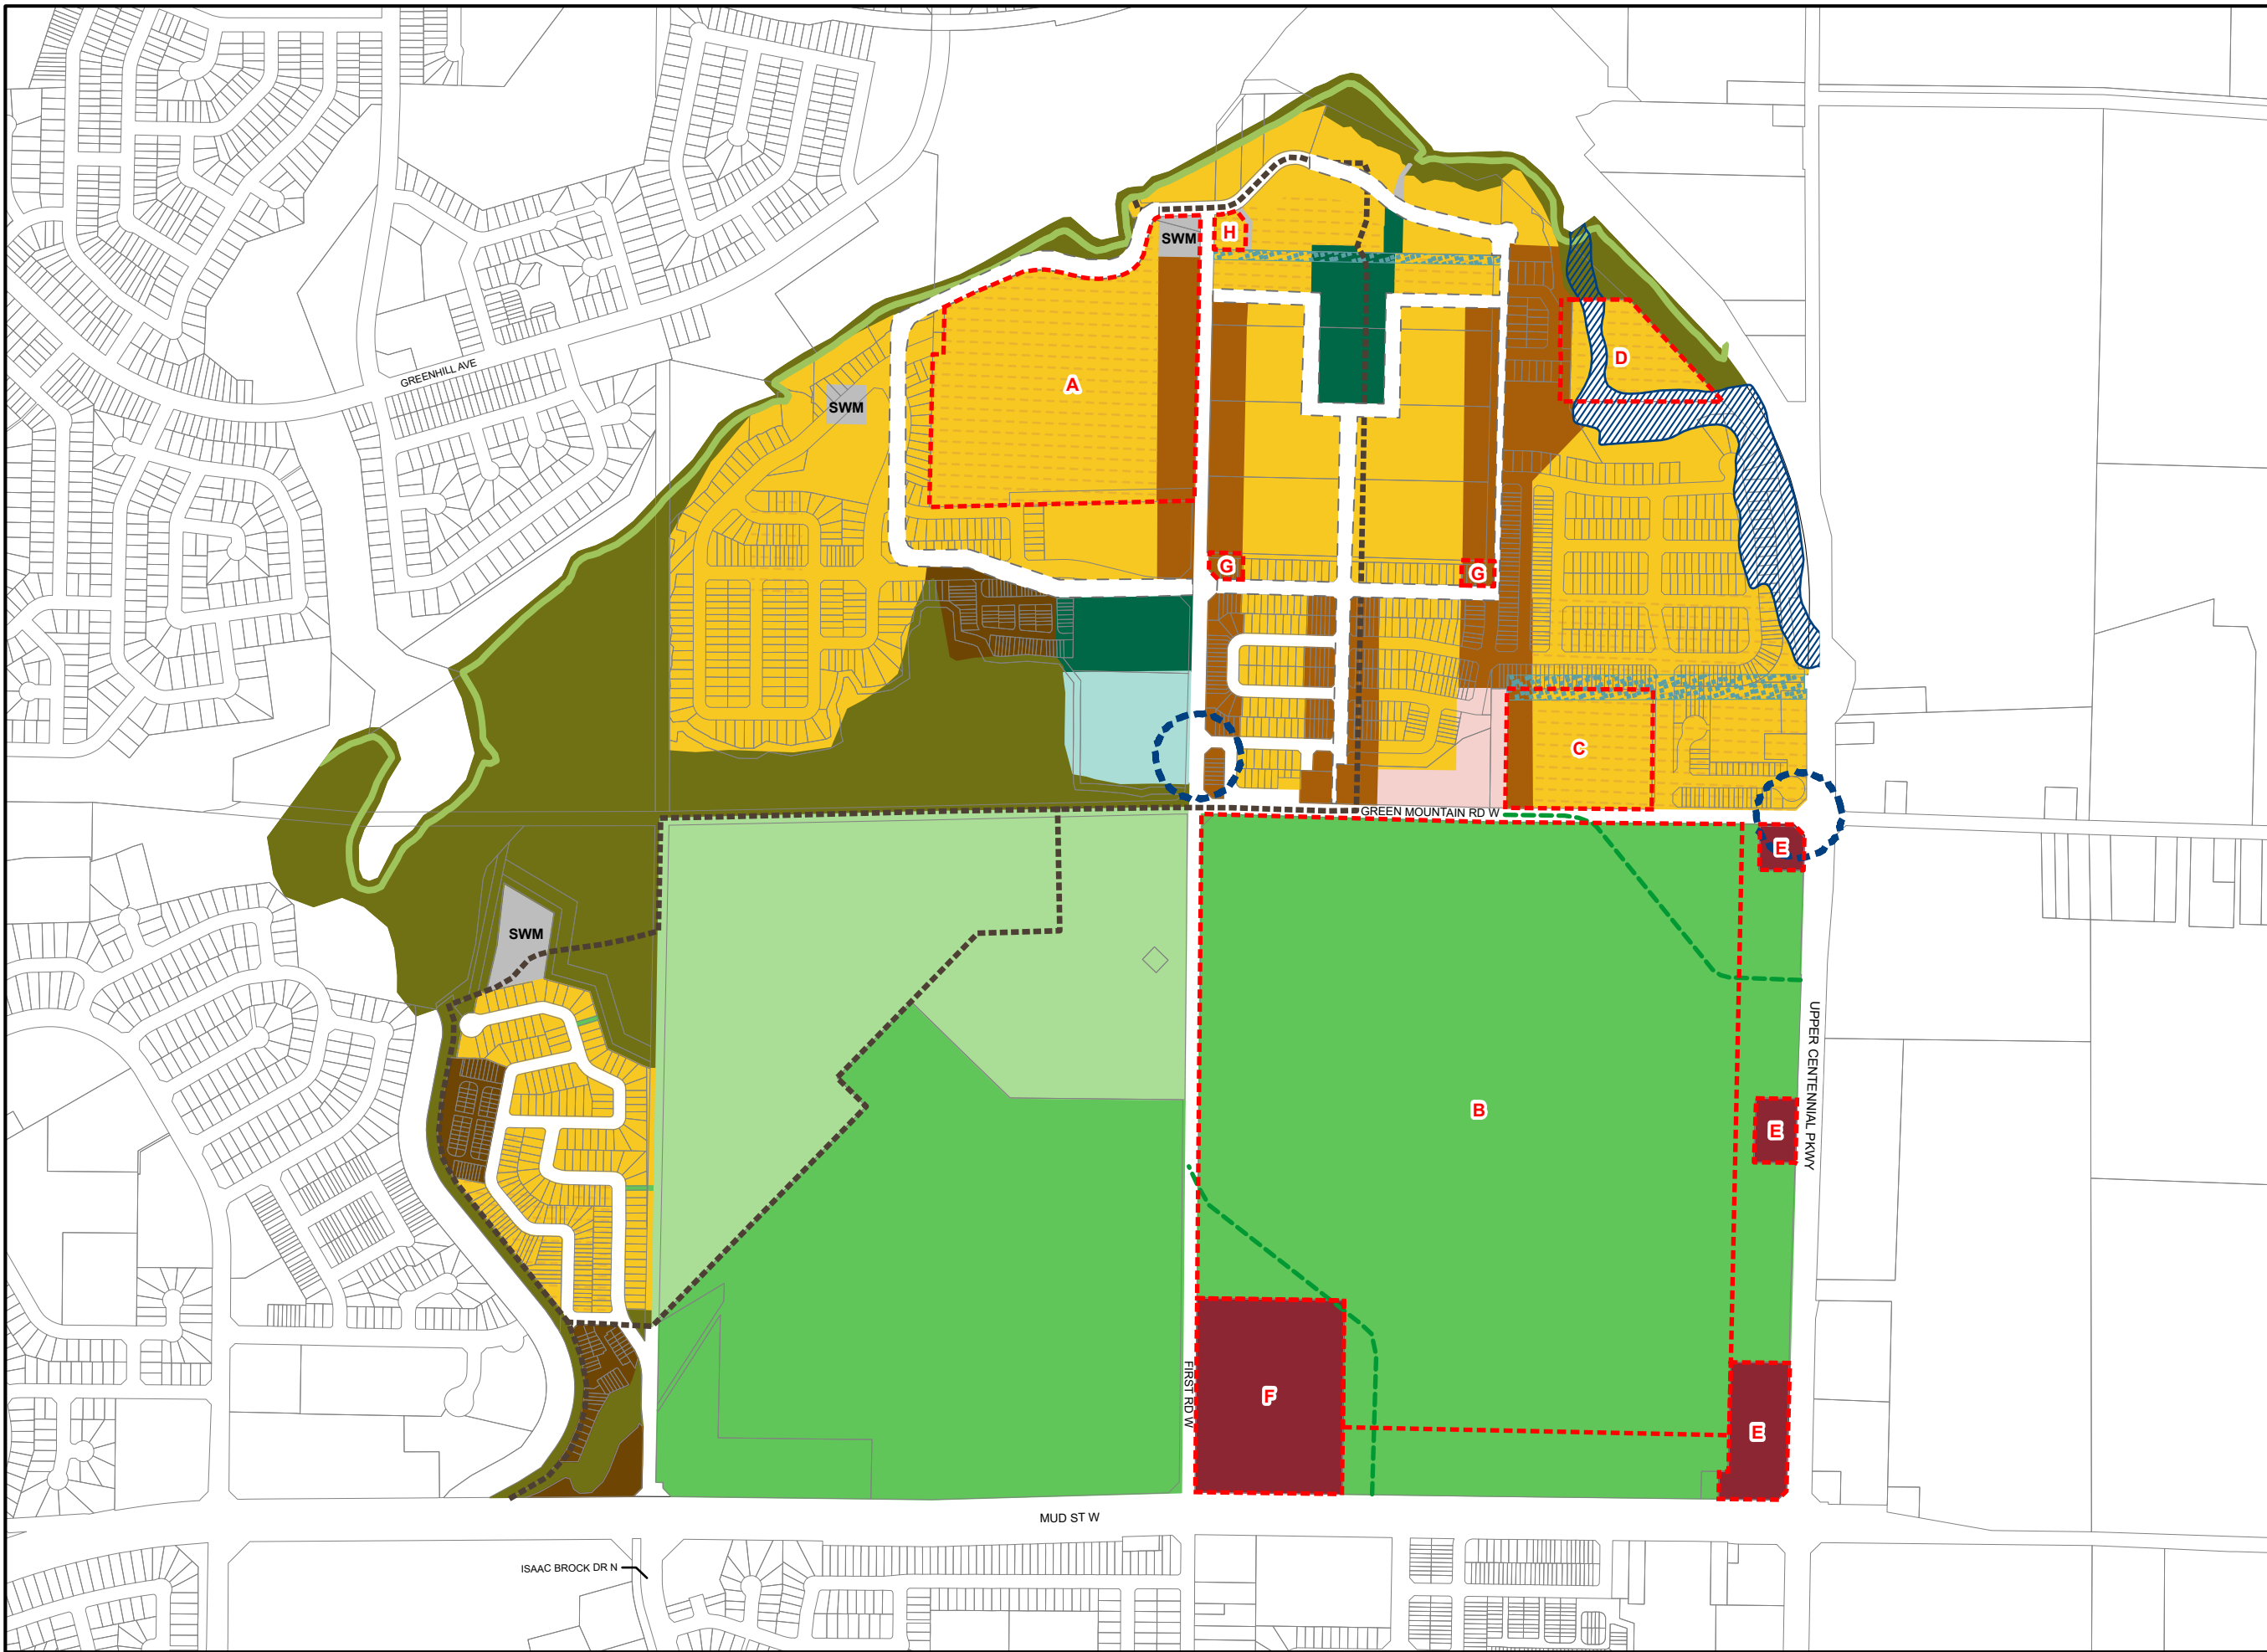 H
SWM
D
A
GREENHILL AVE
SWM
G
G
C
GREEN MOUNTAIN RD W
E
SWM
UPPER CENTENNIAL PKWY
B
E
FIRST RD W
F
E
MUD ST W
ISAAC BROCK DR N